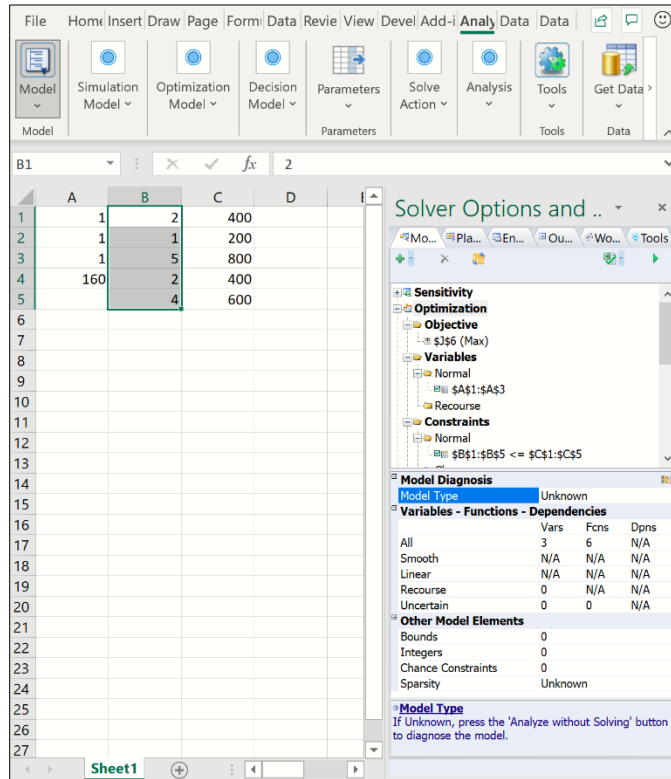 File Home Insert Draw Page Form Data Revie View Devel Add-i Analy Data Data
Model Simulation Model Optimization Model Decision Model Parameters Solve Action Analysis Tools Get Data
Model Parameters Tools Data
B1 fx 2
A B C D E
1 1 2 400
2 1 1 200
3 1 5 800
4 160 2 400
5 4 600
6
7
8
9
10
11
12
13
14
15
16
17
18
19
20
21
22
23
24
25
26
27
Sheet1
Solver Options and ..
Mo... Pla... En... Ou... Wo... Tools
Sensitivity
Optimization
Objective
$J$6 (Max)
Variables
Normal
$A$1:$A$3
Recourse
Constraints
Normal
$B$1:$B$5 <= $C$1:$C$5
Model Diagnosis
Model Type Unknown
Variables - Functions - Dependencies
Vars Fcns Dpns
All 3 6 N/A
Smooth N/A N/A N/A
Linear N/A N/A N/A
Recourse 0 N/A N/A
Uncertain 0 0 N/A
Other Model Elements
Bounds 0
Integers 0
Chance Constraints 0
Sparsity Unknown
Model Type
If Unknown, press the 'Analyze without Solving' button
to diagnose the model.